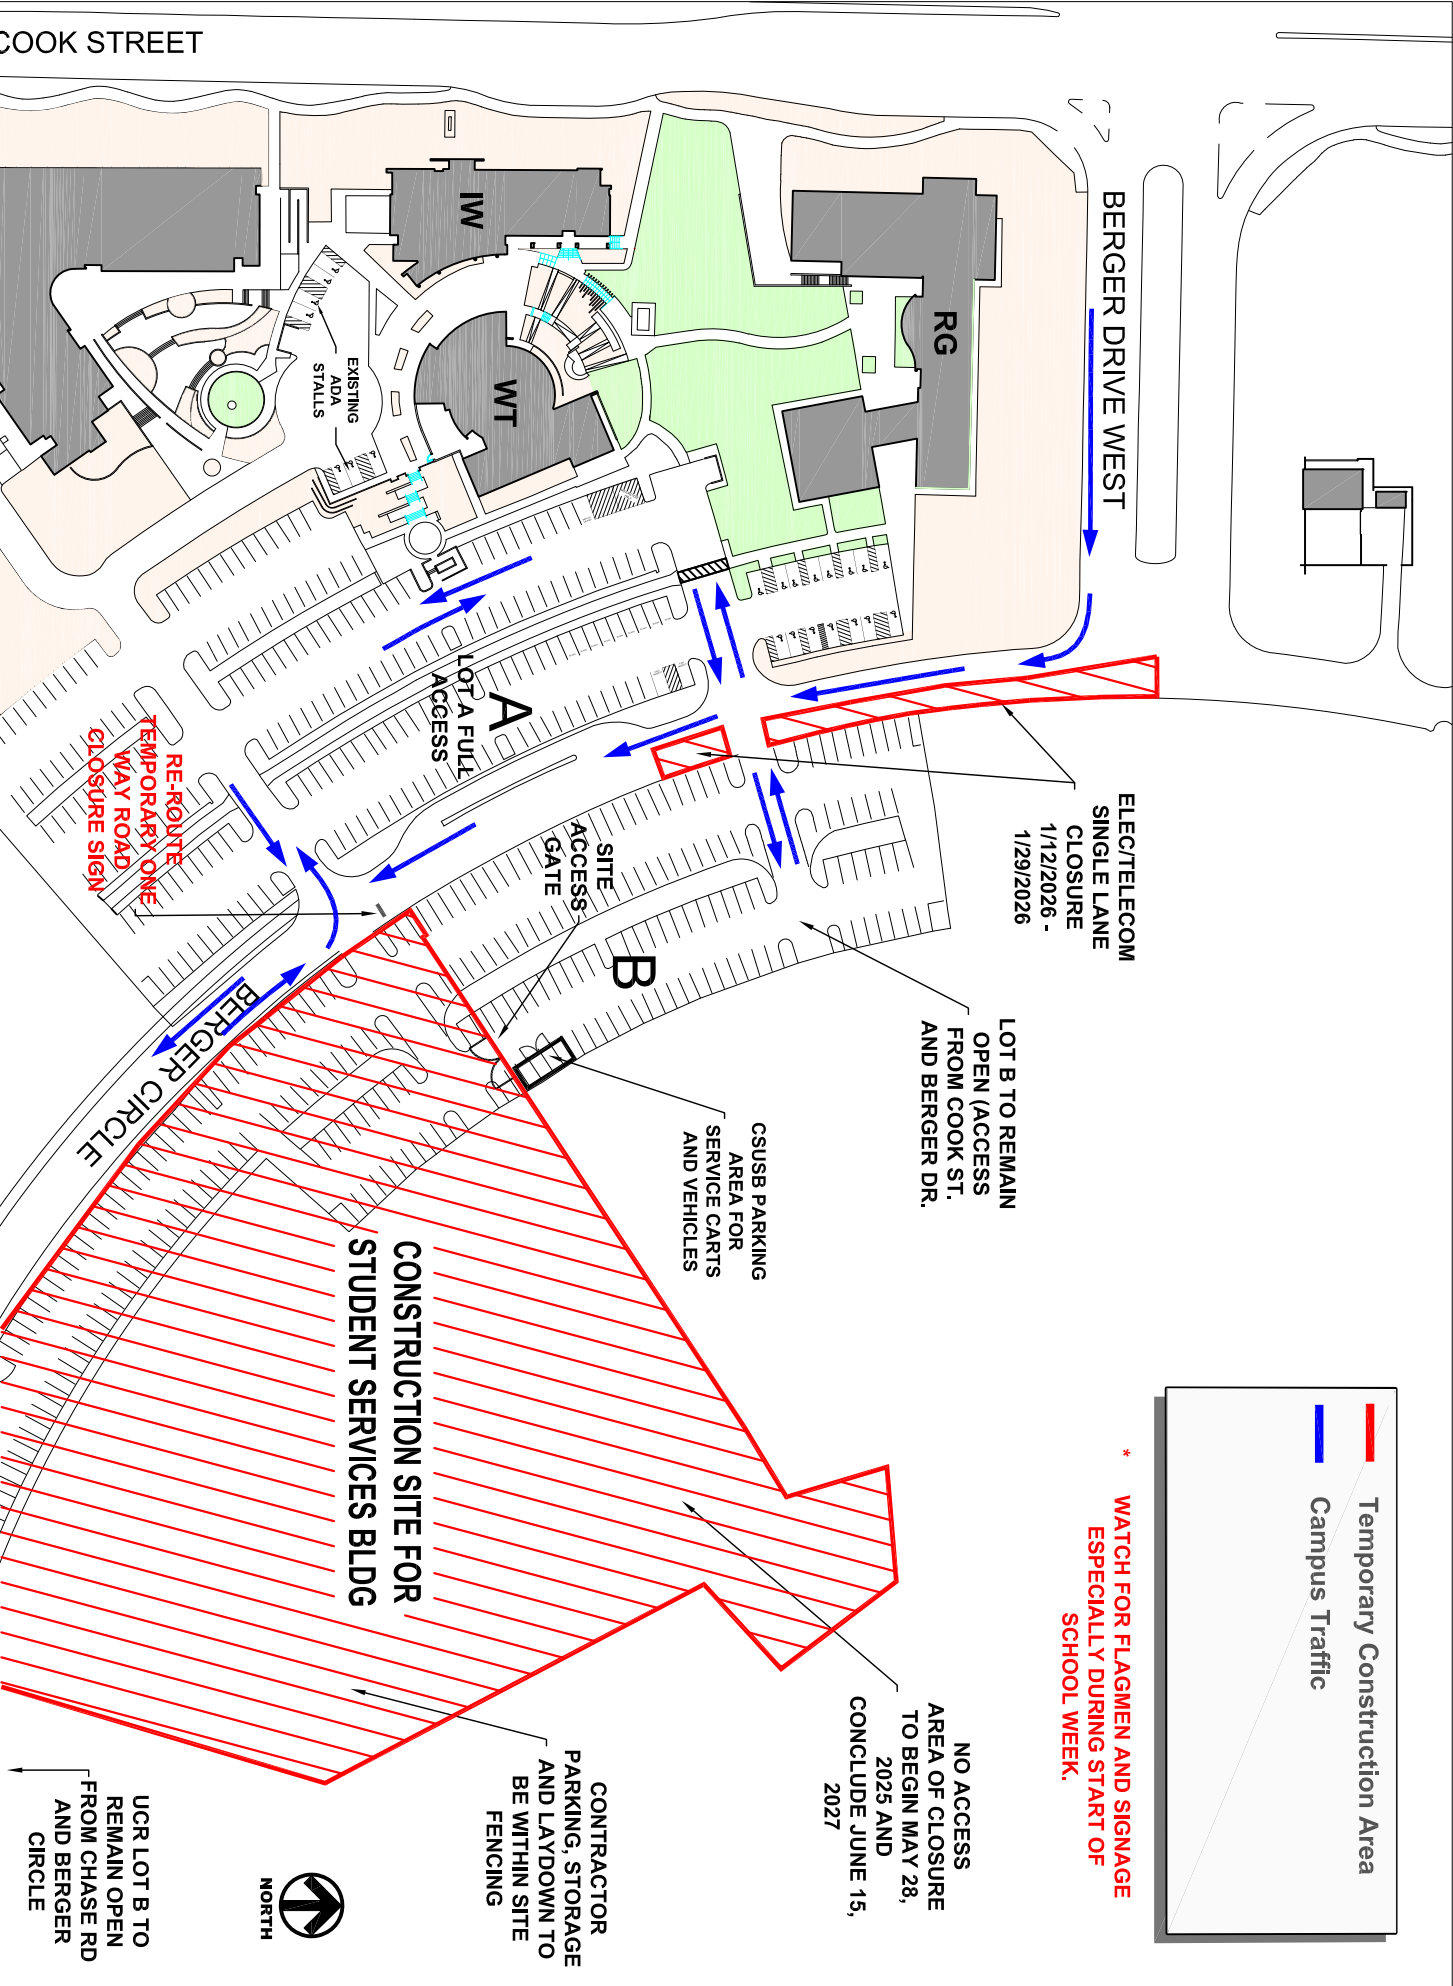 COOK STREET
BERGER DRIVE WEST
IW
RG
WT
EXISTING
ADA
STALLS
A
LOT A FULL
ACCESS
RE-ROUTE
TEMPORARY ONE
WAY ROAD
CLOSURE SIGN
SITE
ACCESS
GATE
B
ELEC/TELECOM
SINGLE LANE
CLOSURE
1/12/2026 -
1/29/2026
LOT B TO REMAIN
OPEN (ACCESS
FROM COOK ST.
AND BERGER DR.
BERGER CIRCLE
CSUSB PARKING
AREA FOR
SERVICE CARTS
AND VEHICLES
CONSTRUCTION SITE FOR
STUDENT SERVICES BLDG
Temporary Construction Area
Campus Traffic
* WATCH FOR FLAGMEN AND SIGNAGE
ESPECIALLY DURING START OF
SCHOOL WEEK.
NO ACCESS
AREA OF CLOSURE
TO BEGIN MAY 28,
2025 AND
CONCLUDE JUNE 15,
2027
CONTRACTOR
PARKING, STORAGE
AND LAYDOWN TO
BE WITHIN SITE
FENCING
NORTH
UCR LOT B TO
REMAIN OPEN
FROM CHASE RD
AND BERGER
CIRCLE